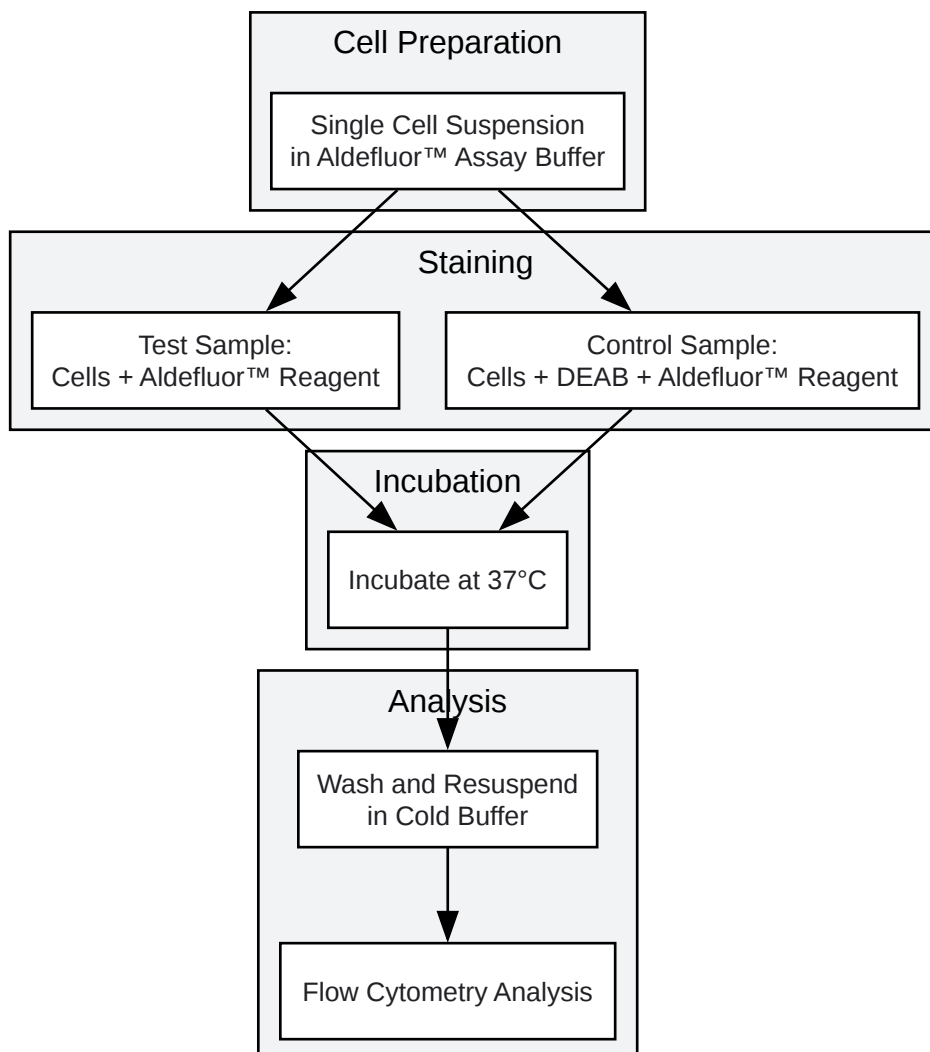 Cell Preparation
Single Cell Suspension
in Aldefluor™ Assay Buffer
Staining
Test Sample:
Cells + Aldefluor™ Reagent
Control Sample:
Cells + DEAB + Aldefluor™ Reagent
Incubation
Incubate at 37°C
Analysis
Wash and Resuspend
in Cold Buffer
Flow Cytometry Analysis